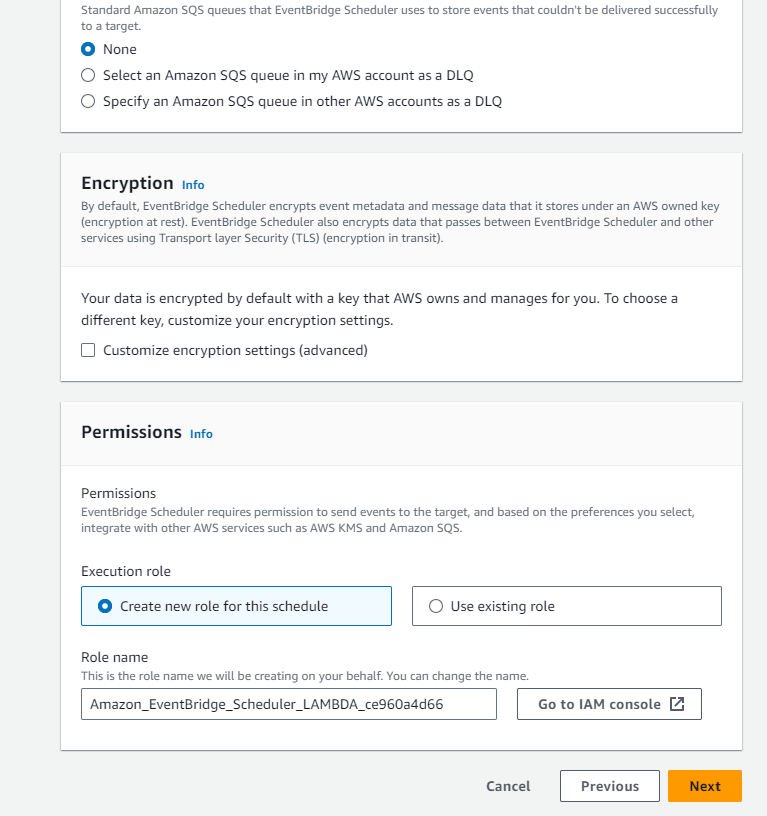 Standard Amazon SQS queues that EventBridge Scheduler uses to store events that couldn't be delivered successfully
to a target.
None
Select an Amazon SQS queue in my AWS account as a DLQ
Specify an Amazon SQS queue in other AWS accounts as a DLQ
Encryption Info
By default, EventBridge Scheduler encrypts event metadata and message data that it stores under an AWS owned key
(encryption at rest). EventBridge Scheduler also encrypts data that passes between EventBridge Scheduler and other
services using Transport layer Security (TLS) (encryption in transit).
Your data is encrypted by default with a key that AWS owns and manages for you. To choose a
different key, customize your encryption settings.
Customize encryption settings (advanced)
Permissions Info
Permissions
EventBridge Scheduler requires permission to send events to the target, and based on the preferences you select,
integrate with other AWS services such as AWS KMS and Amazon SQS.
Execution role
Create new role for this schedule
Use existing role
Role name
This is the role name we will be creating on your behalf. You can change the name.
Amazon_EventBridge_Scheduler_LAMBDA_ce960a4d66
Go to IAM console
Cancel
Previous
Next